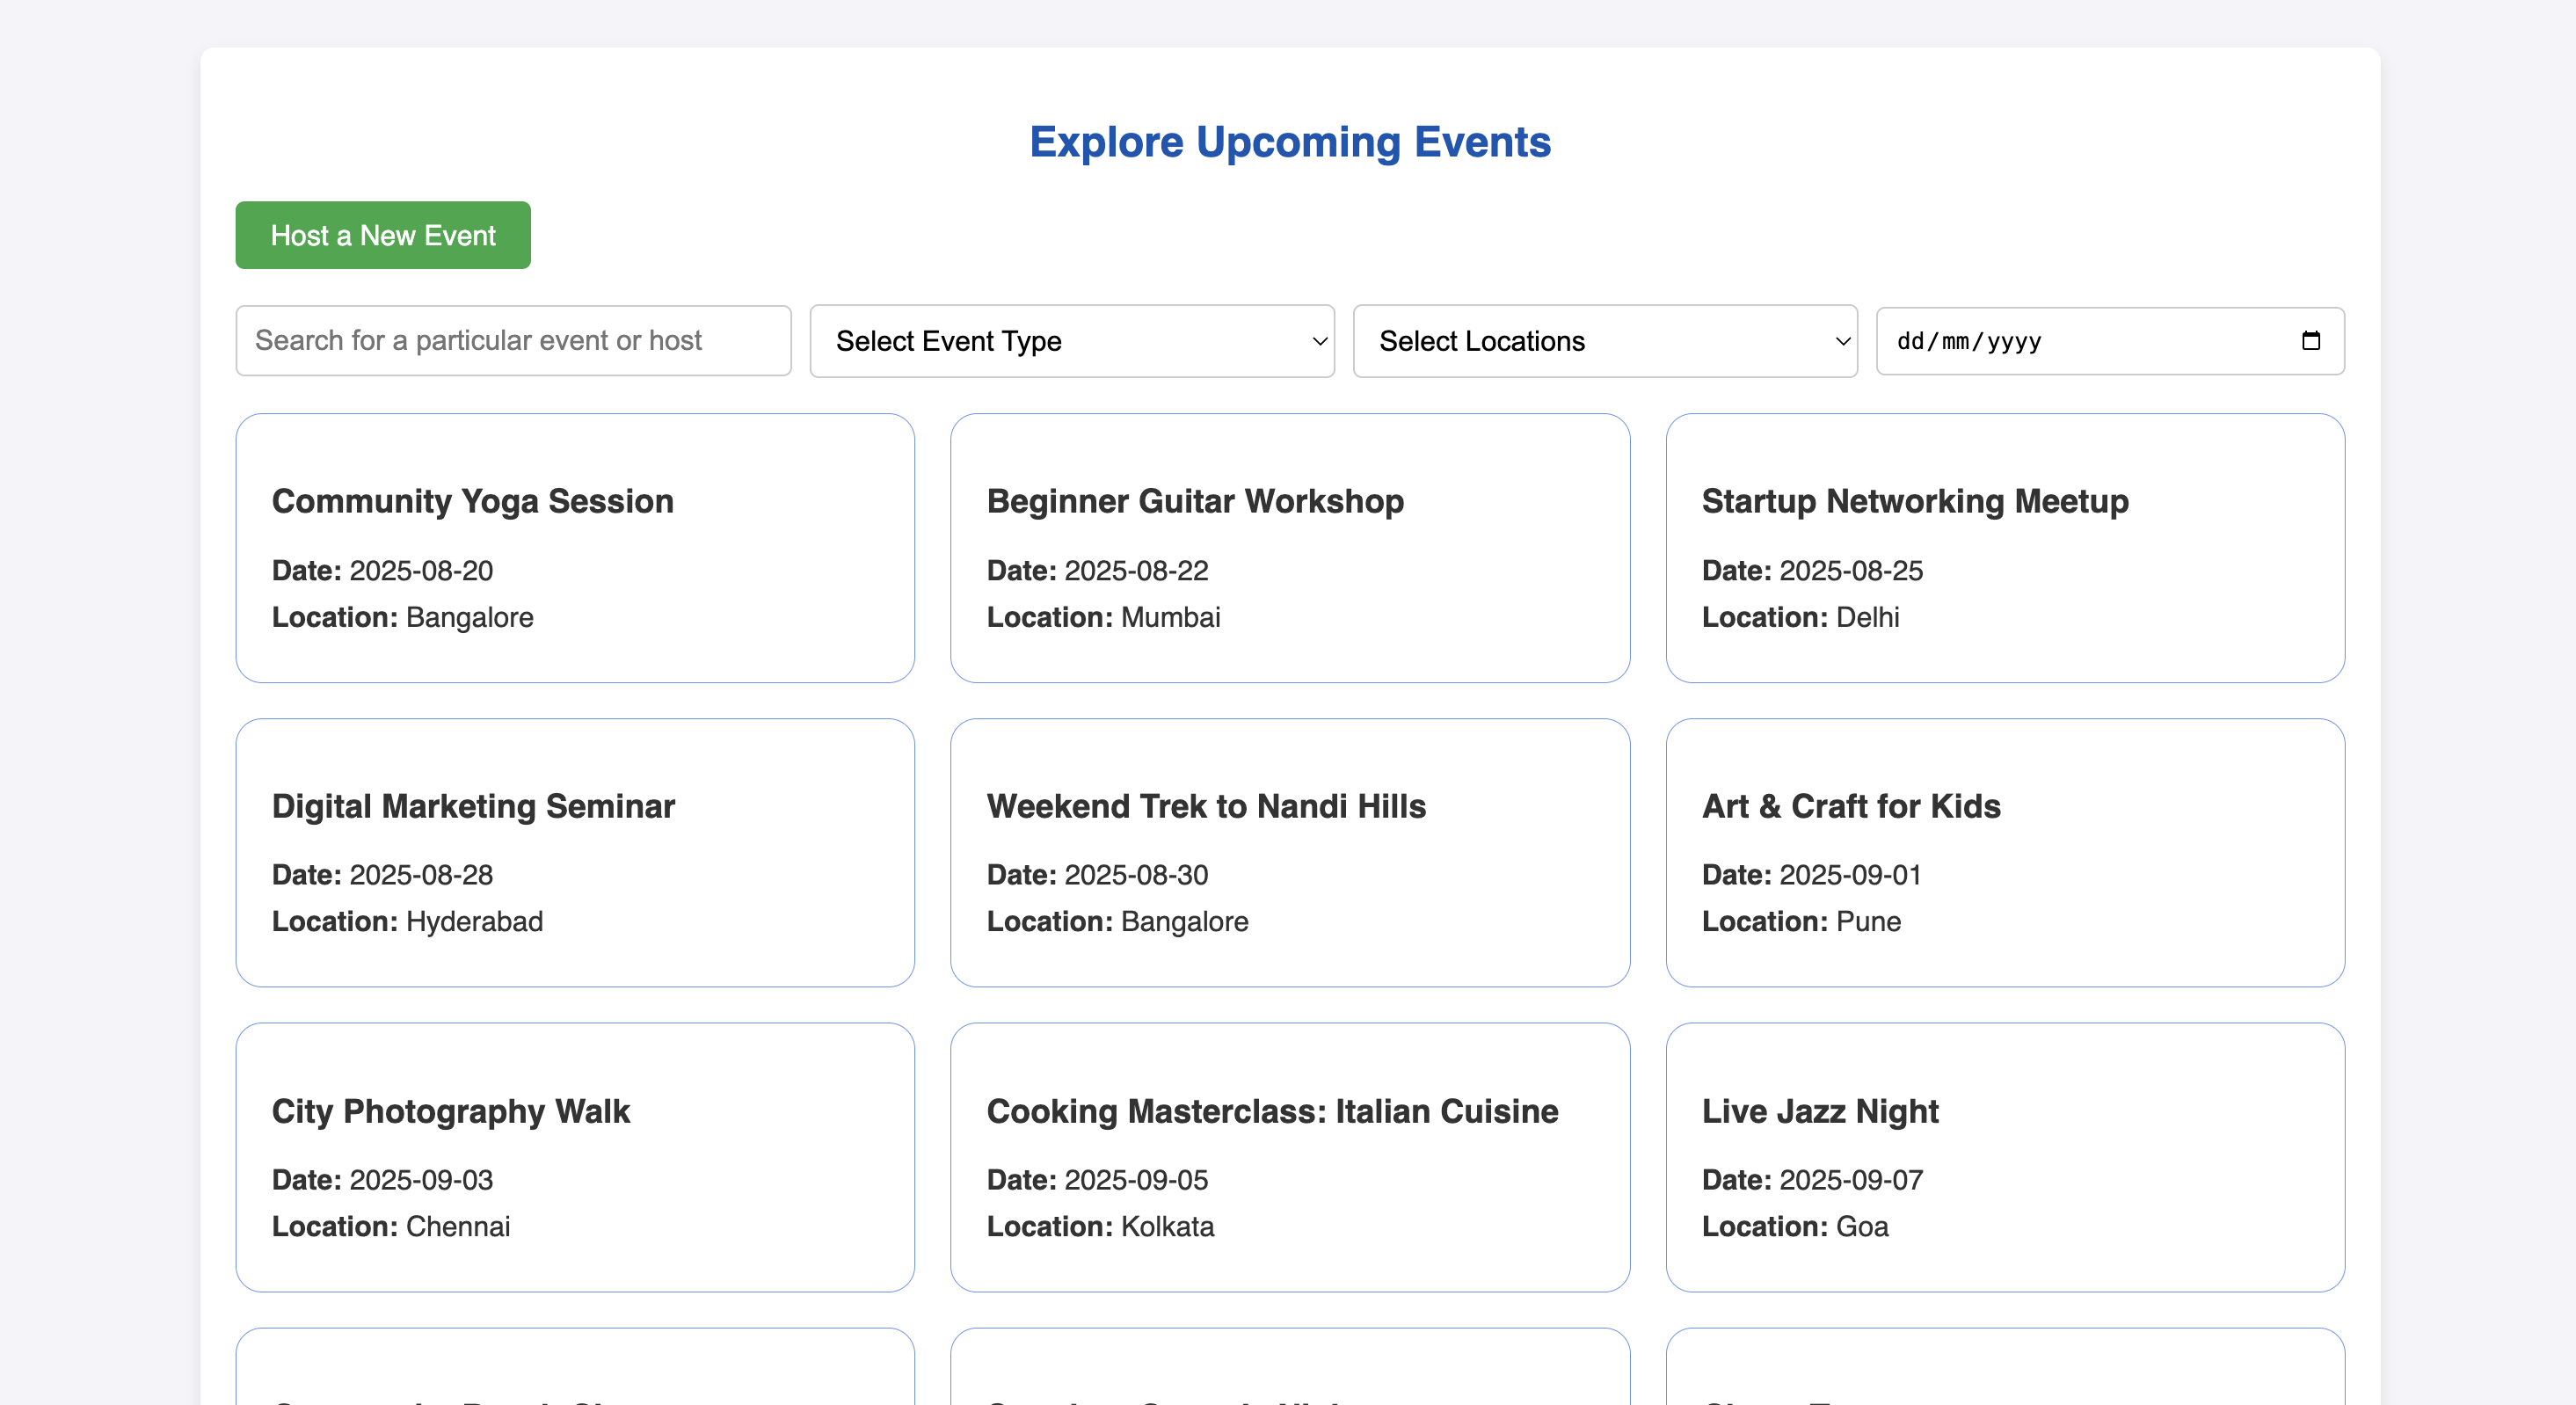 Explore Upcoming Events
Host a New Event
Search for a particular event or host
Select Event Type
Select Locations
dd/mm/yyyy
Community Yoga Session
Date: 2025-08-20
Location: Bangalore
Beginner Guitar Workshop
Date: 2025-08-22
Location: Mumbai
Startup Networking Meetup
Date: 2025-08-25
Location: Delhi
Digital Marketing Seminar
Date: 2025-08-28
Location: Hyderabad
Weekend Trek to Nandi Hills
Date: 2025-08-30
Location: Bangalore
Art & Craft for Kids
Date: 2025-09-01
Location: Pune
City Photography Walk
Date: 2025-09-03
Location: Chennai
Cooking Masterclass: Italian Cuisine
Date: 2025-09-05
Location: Kolkata
Live Jazz Night
Date: 2025-09-07
Location: Goa